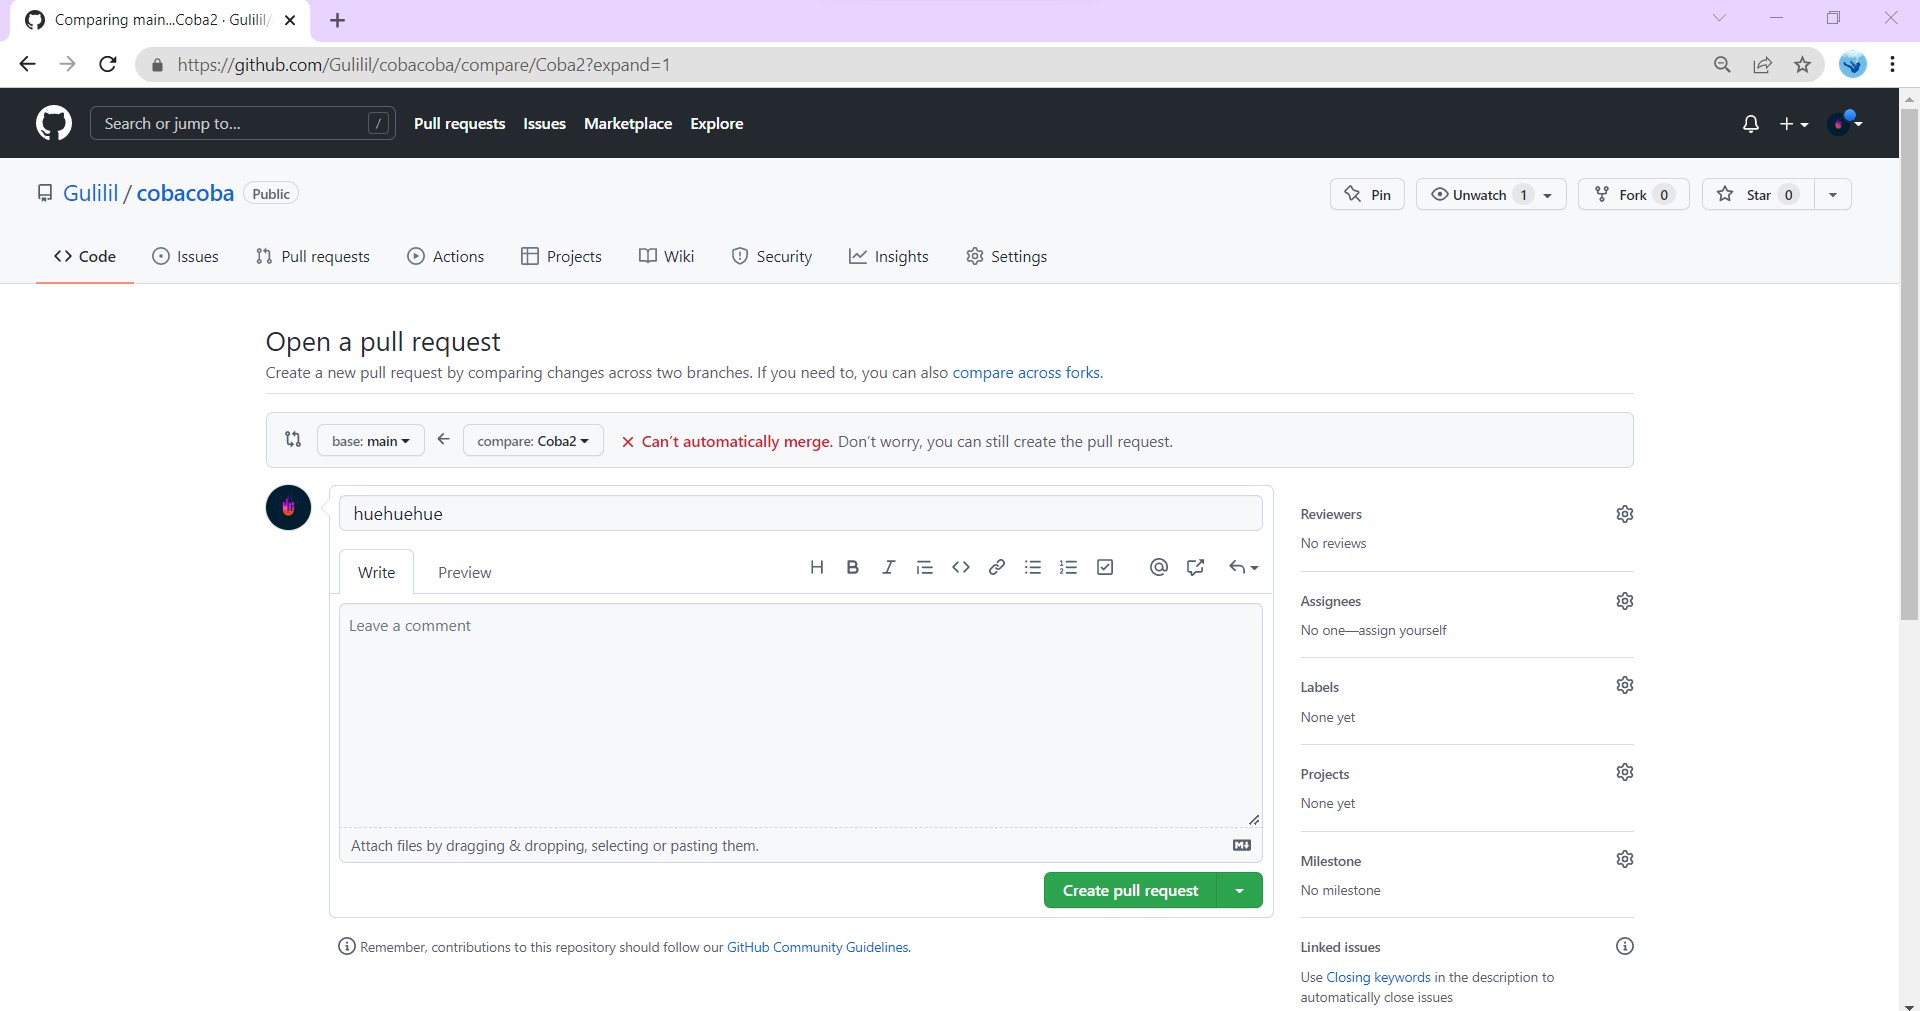 Comparing main...Coba2 · Gulilil/
https://github.com/Gulilil/cobacoba/compare/Coba2?expand=1
Search or jump to... / Pull requests Issues Marketplace Explore
Gulilil / cobacoba Public Pin Unwatch 1 Fork 0 Star 0
Code Issues Pull requests Actions Projects Wiki Security Insights Settings
Open a pull request
Create a new pull request by comparing changes across two branches. If you need to, you can also compare across forks.
base: main compare: Coba2 Can't automatically merge. Don't worry, you can still create the pull request.
huehuehue
Write Preview H B I @
Leave a comment
Attach files by dragging & dropping, selecting or pasting them.
Create pull request
Remember, contributions to this repository should follow our GitHub Community Guidelines.
Reviewers
No reviews
Assignees
No one—assign yourself
Labels
None yet
Projects
None yet
Milestone
No milestone
Linked issues
Use Closing keywords in the description to
automatically close issues